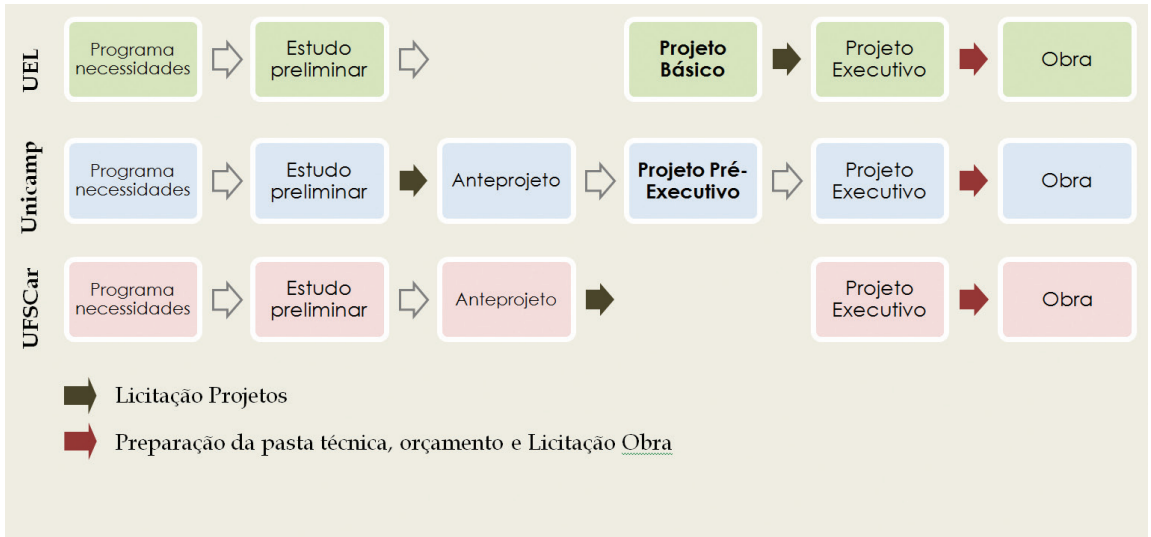 UEL
Programa
necessidades
Estudo
preliminar
Projeto
Básico
Projeto
Executivo
Obra
Unicamp
Programa
necessidades
Estudo
preliminar
Anteprojeto
Projeto Pré-
Executivo
Projeto
Executivo
Obra
UFSCar
Programa
necessidades
Estudo
preliminar
Anteprojeto
Projeto
Executivo
Obra
Licitação Projetos
Preparação da pasta técnica, orçamento e Licitação Obra